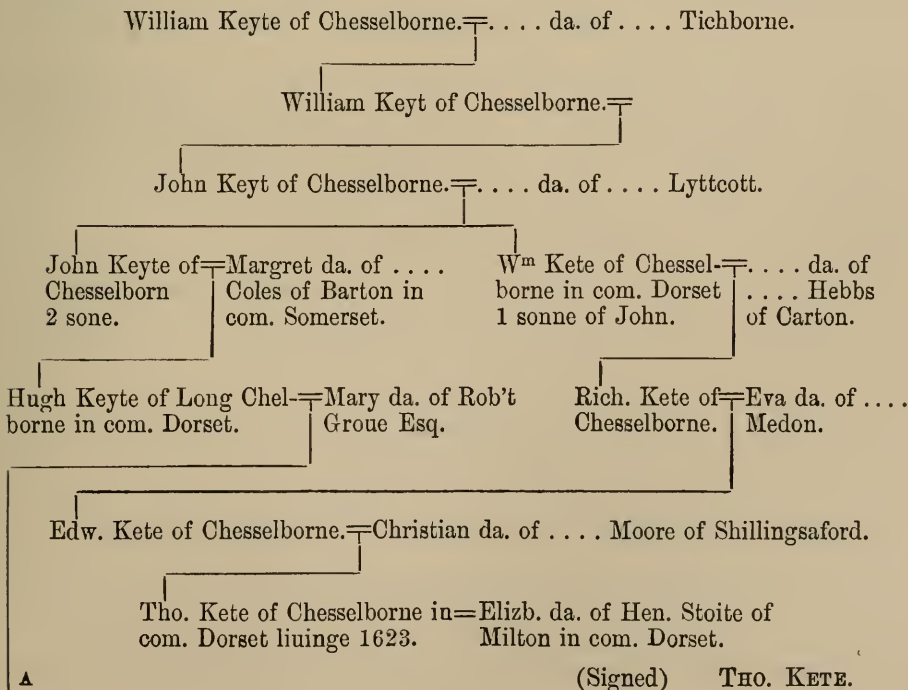 William Keyte of Chesselborne.=. . . . da. of . . . . Tichborne.
William Keyt of Chesselborne.=
John Keyt of Chesselborne.=. . . . da. of . . . . Lyttcott.
John Keyte of=Margret da. of . . . .
Chesselborn Coles of Barton in
2 sone. com. Somerset.
Wᵐ Kete of Chessel-=. . . . da. of
borne in com. Dorset . . . . Hebbs
1 sonne of John. of Carton.
Hugh Keyte of Long Chel-=Mary da. of Rob't
borne in com. Dorset. Groue Esq.
Rich. Kete of=Eva da. of . . . .
Chesselborne. Medon.
Edw. Kete of Chesselborne.=Christian da. of . . . . Moore of Shillingsaford.
Tho. Kete of Chesselborne in=Elizb. da. of Hen. Stoite of
com. Dorset liuinge 1623. Milton in com. Dorset.
A (Signed) THO. KETE.